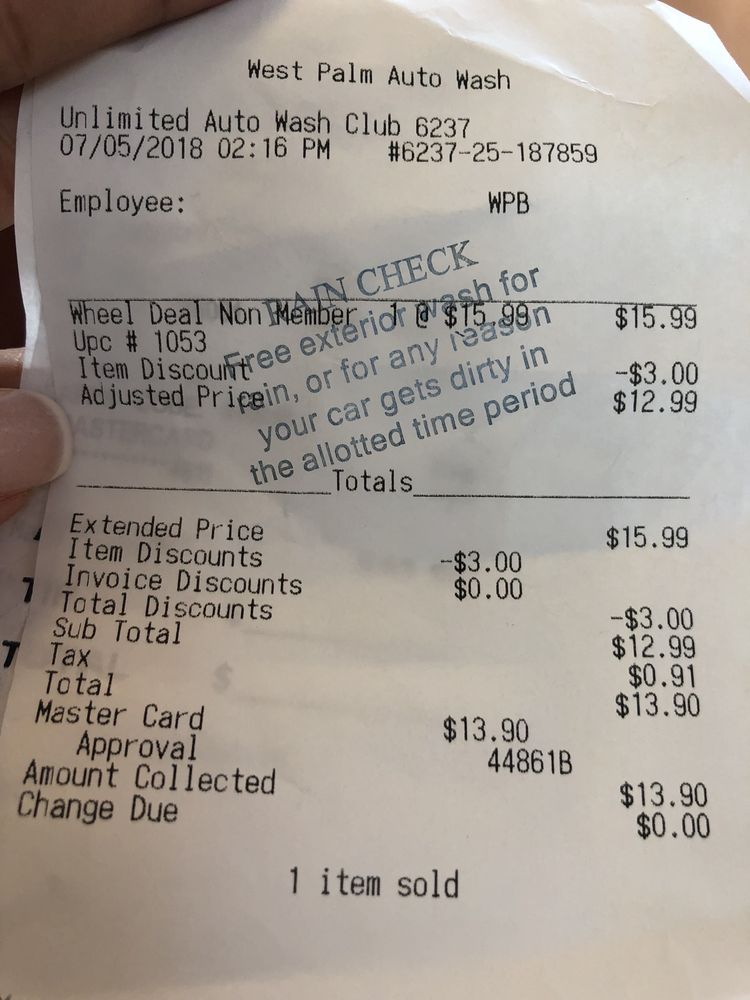 West Palm Auto Wash
Unlimited Auto Wash Club 6237
07/05/2018 02:16 PM #6237-25-187859
Employee: WPB
RAIN CHECK
Free exterior wash for
rain, or for any reason
your car gets dirty in
the allotted time period
Wheel Deal Non Member 1 @ $15.99 $15.99
Upc # 1053
Item Discount -$3.00
Adjusted Price $12.99
Totals
Extended Price $15.99
Item Discounts -$3.00
Invoice Discounts $0.00
Total Discounts -$3.00
Sub Total $12.99
Tax $0.91
Total $13.90
Master Card $13.90
Approval 44861B
Amount Collected $13.90
Change Due $0.00
1 item sold